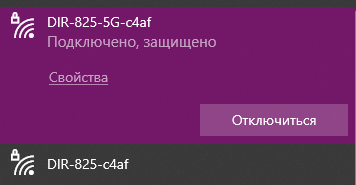 DIR-825-5G-c4af
Подключено, защищено
Свойства
Отключиться
DIR-825-c4af